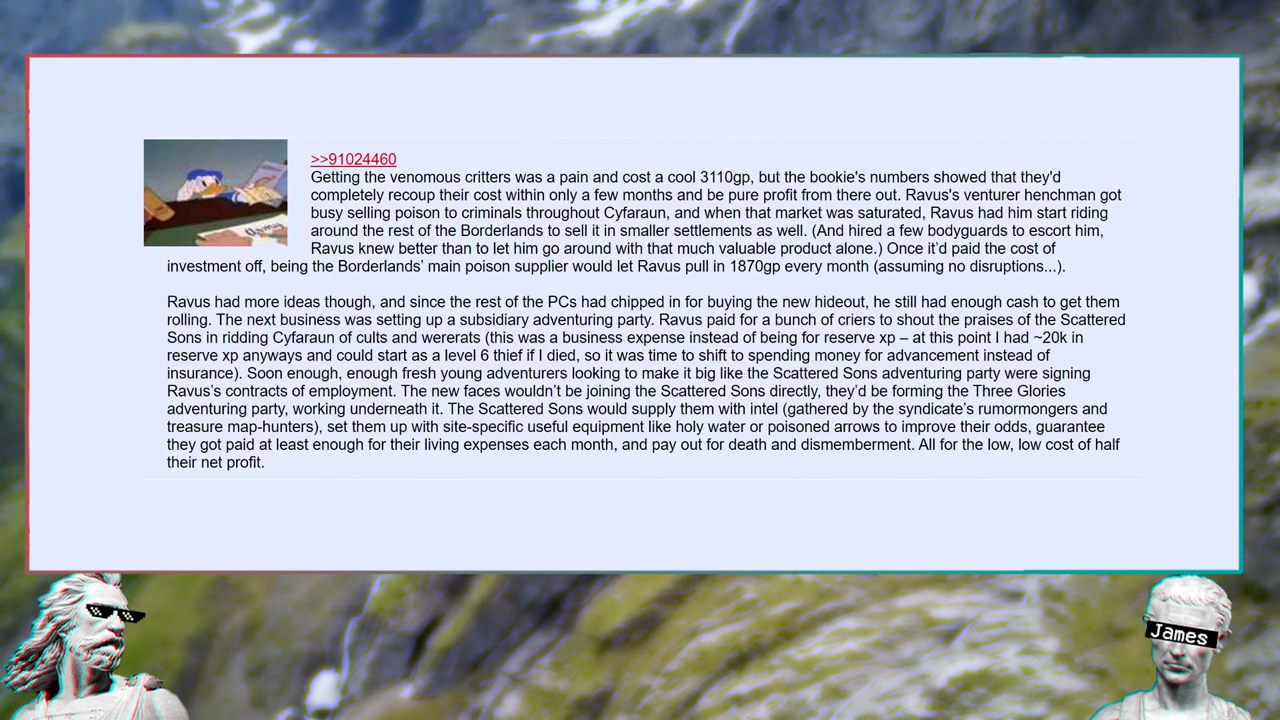 >>91024460
Getting the venomous critters was a pain and cost a cool 3110gp, but the bookie's numbers showed that they'd
completely recoup their cost within only a few months and be pure profit from there out. Ravus's venturer henchman got
busy selling poison to criminals throughout Cyfaraun, and when that market was saturated, Ravus had him start riding
around the rest of the Borderlands to sell it in smaller settlements as well. (And hired a few bodyguards to escort him,
Ravus knew better than to let him go around with that much valuable product alone.) Once it’d paid the cost of
investment off, being the Borderlands’ main poison supplier would let Ravus pull in 1870gp every month (assuming no disruptions...).
Ravus had more ideas though, and since the rest of the PCs had chipped in for buying the new hideout, he still had enough cash to get them
rolling. The next business was setting up a subsidiary adventuring party. Ravus paid for a bunch of criers to shout the praises of the Scattered
Sons in ridding Cyfaraun of cults and wererats (this was a business expense instead of being for reserve xp – at this point I had ~20k in
reserve xp anyways and could start as a level 6 thief if I died, so it was time to shift to spending money for advancement instead of
insurance). Soon enough, enough fresh young adventurers looking to make it big like the Scattered Sons adventuring party were signing
Ravus’s contracts of employment. The new faces wouldn’t be joining the Scattered Sons directly, they’d be forming the Three Glories
adventuring party, working underneath it. The Scattered Sons would supply them with intel (gathered by the syndicate’s rumormongers and
treasure map-hunters), set them up with site-specific useful equipment like holy water or poisoned arrows to improve their odds, guarantee
they got paid at least enough for their living expenses each month, and pay out for death and dismemberment. All for the low, low cost of half
their net profit.
James